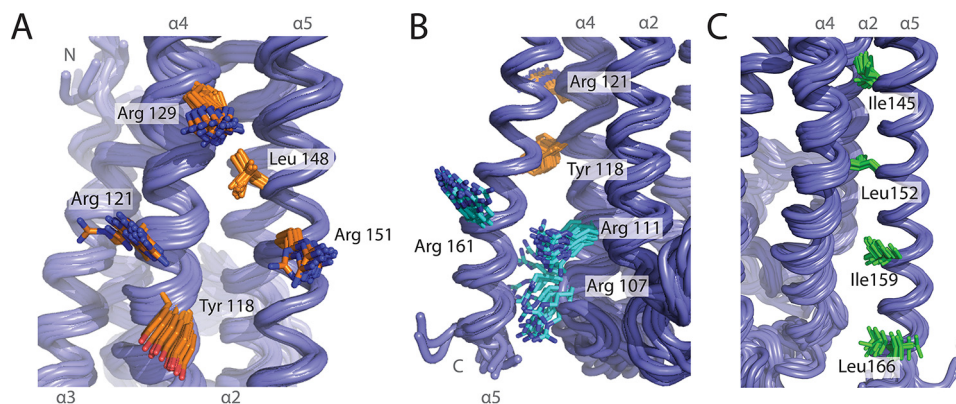 A
α4
α5
N
Arg 129
Leu 148
Arg 121
Arg 151
Tyr 118
α3
α2
B
α4
α2
Arg 121
Tyr 118
Arg 161
Arg 111
Arg 107
C
α5
C
α4
α2
α5
Ile145
Leu152
Ile159
Leu166